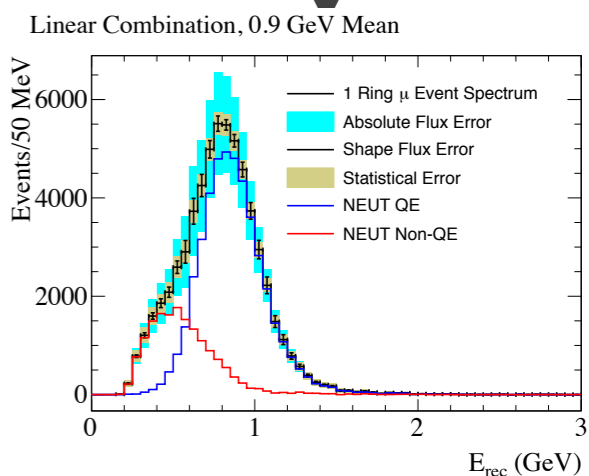 Linear Combination, 0.9 GeV Mean
Events/50 MeV
6000
4000
2000
0
1 Ring μ Event Spectrum
Absolute Flux Error
Shape Flux Error
Statistical Error
NEUT QE
NEUT Non-QE
0 1 2 3
E_rec (GeV)